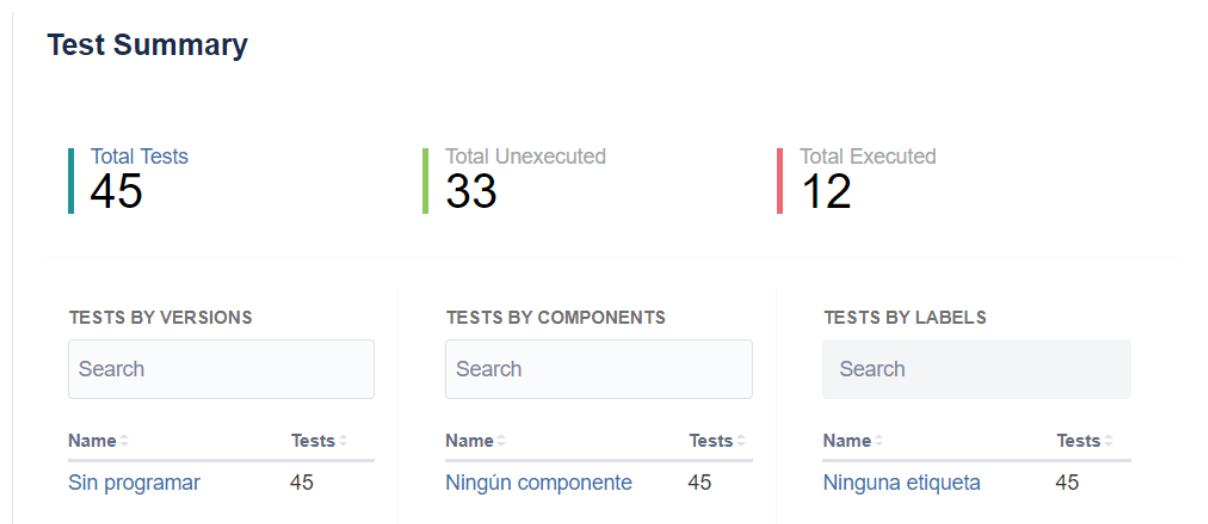 Test Summary
Total Tests
45
Total Unexecuted
33
Total Executed
12
TESTS BY VERSIONS
Search
Name Tests
Sin programar 45
TESTS BY COMPONENTS
Search
Name Tests
Ningún componente 45
TESTS BY LABELS
Search
Name Tests
Ninguna etiqueta 45